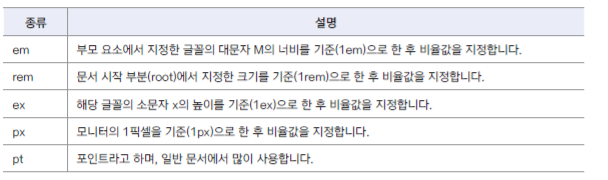 종류 설명
em 부모 요소에서 지정한 글꼴의 대문자 M의 너비를 기준(1em)으로 한 후 비율값을 지정합니다.
rem 문서 시작 부분(root)에서 지정한 크기를 기준(1rem)으로 한 후 비율값을 지정합니다.
ex 해당 글꼴의 소문자 x의 높이를 기준(1ex)으로 한 후 비율값을 지정합니다.
px 모니터의 1픽셀을 기준(1px)으로 한 후 비율값을 지정합니다.
pt 포인트라고 하며, 일반 문서에서 많이 사용합니다.